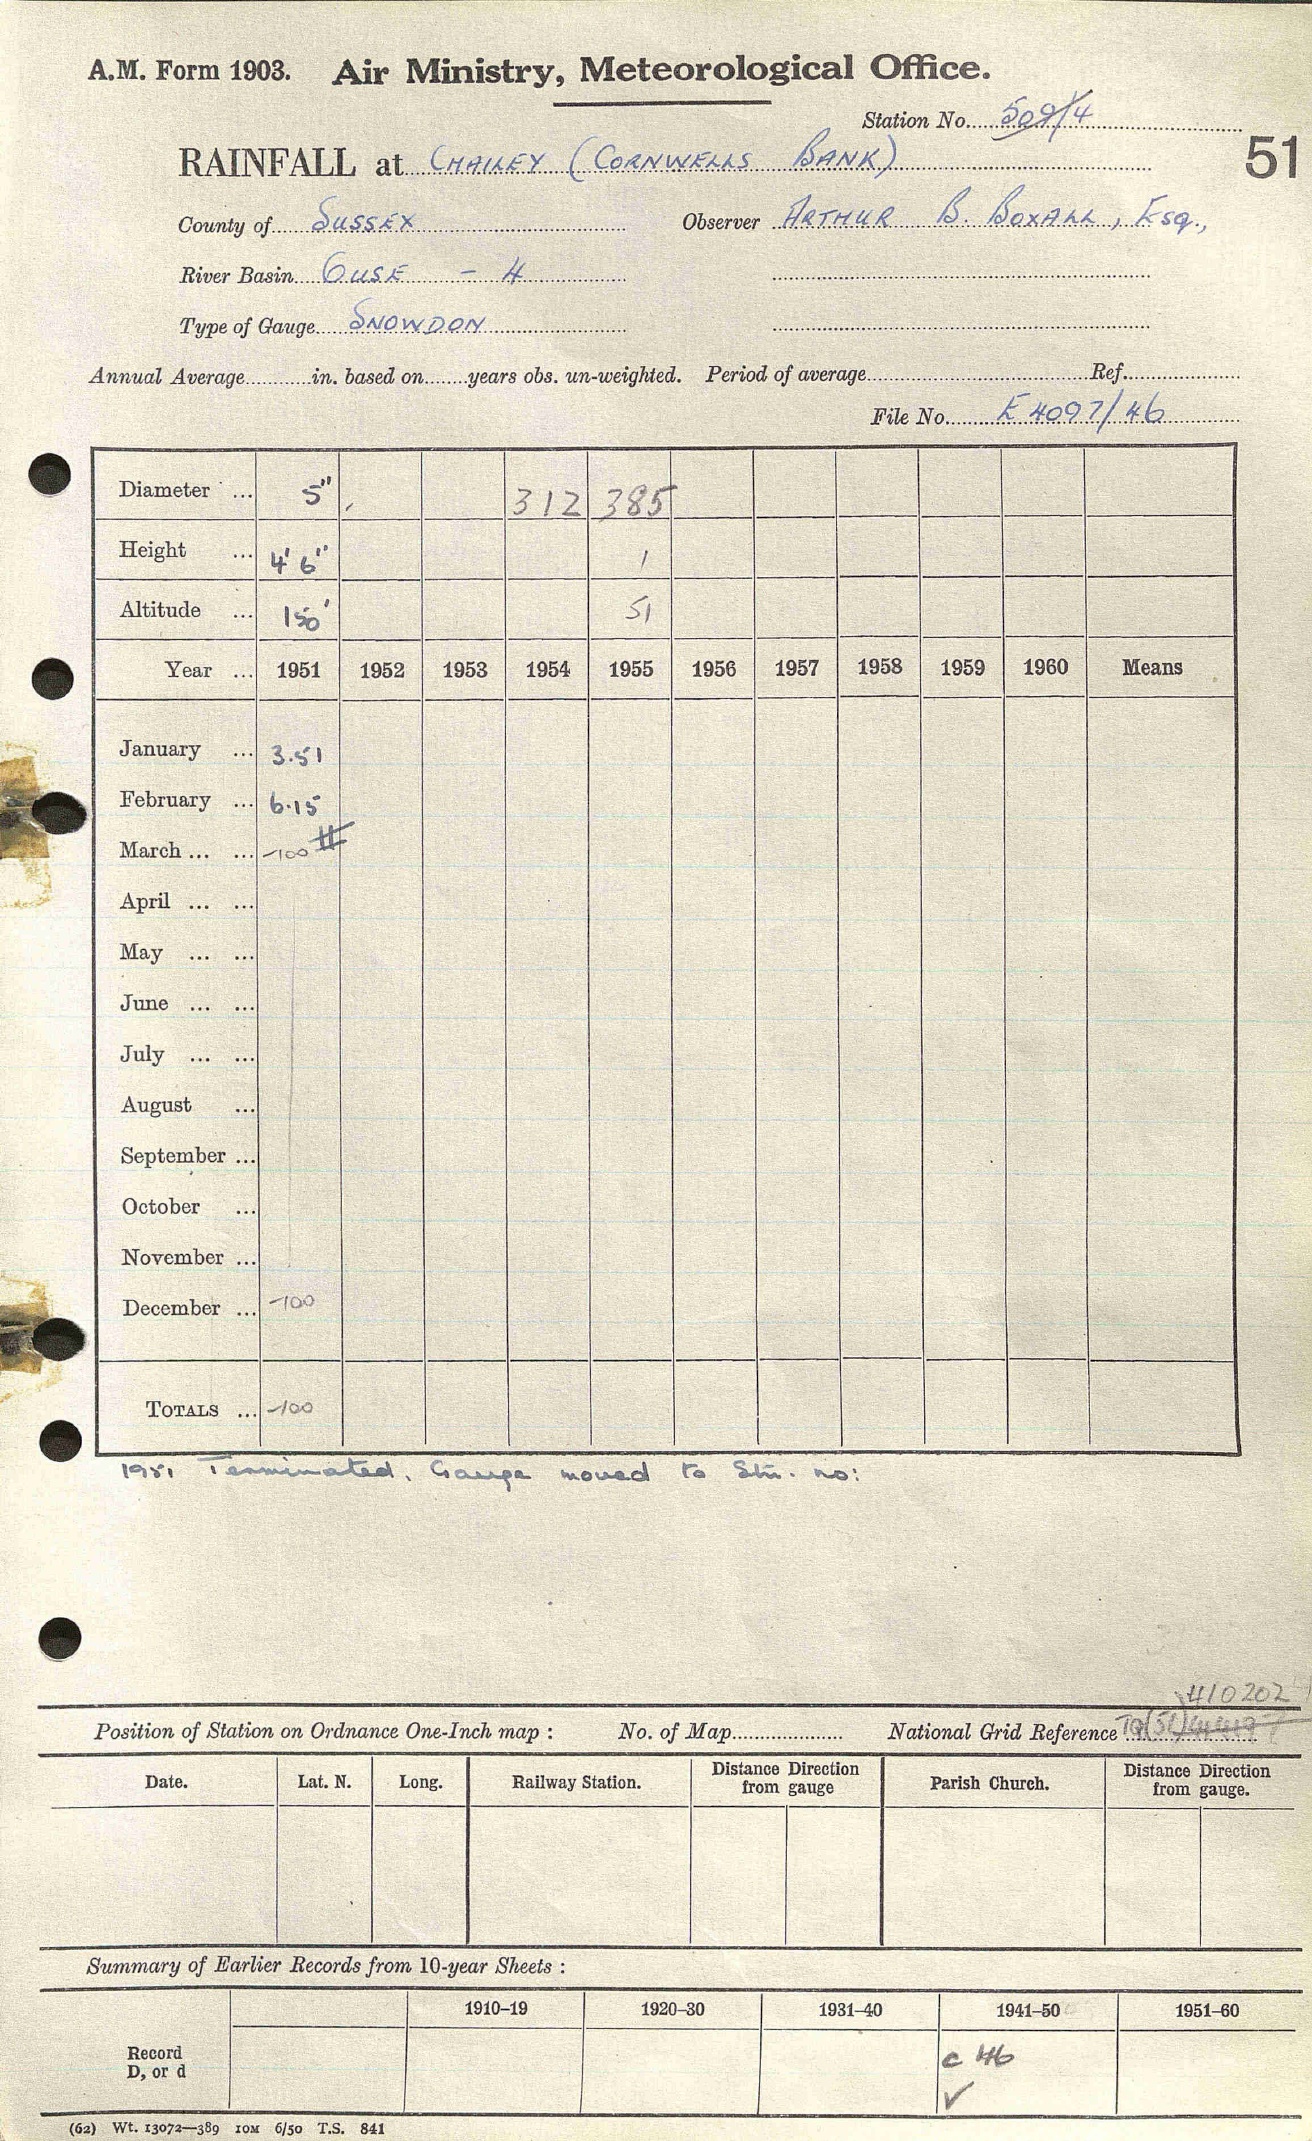 A.M. Form 1903. Air Ministry, Meteorological Office.
Station No. 509/4
51
RAINFALL at CHAILEY (CORNWELLS BANK)
County of SUSSEX Observer ARTHUR B. BOXALL, Esq.,
River Basin OUSE - 4
Type of Gauge SNOWDON
Annual Average in. based on years obs. un-weighted. Period of average Ref.
File No. E4097/46
Diameter ... 5" 312 385
Height ... 4' 6" 1
Altitude ... 150' 51
Year ... 1951 1952 1953 1954 1955 1956 1957 1958 1959 1960 Means
January ... 3.51
February ... 6.15
March ... ... -100 #
April ... ...
May ... ...
June ... ...
July ... ...
August ...
September ...
October ...
November ...
December ... -100
TOTALS ... -100
1951 Terminated. Gauge moved to Stn. no:
410202
Position of Station on Ordnance One-Inch map : No. of Map National Grid Reference TQ(51)
Date. Lat. N. Long. Railway Station. Distance Direction from gauge Parish Church. Distance Direction from gauge.
Summary of Earlier Records from 10-year Sheets :
1910–19 1920–30 1931–40 1941–50 1951–60
Record D, or d c 46
✓
(62) Wt. 13072—389 10M 6/50 T.S. 841